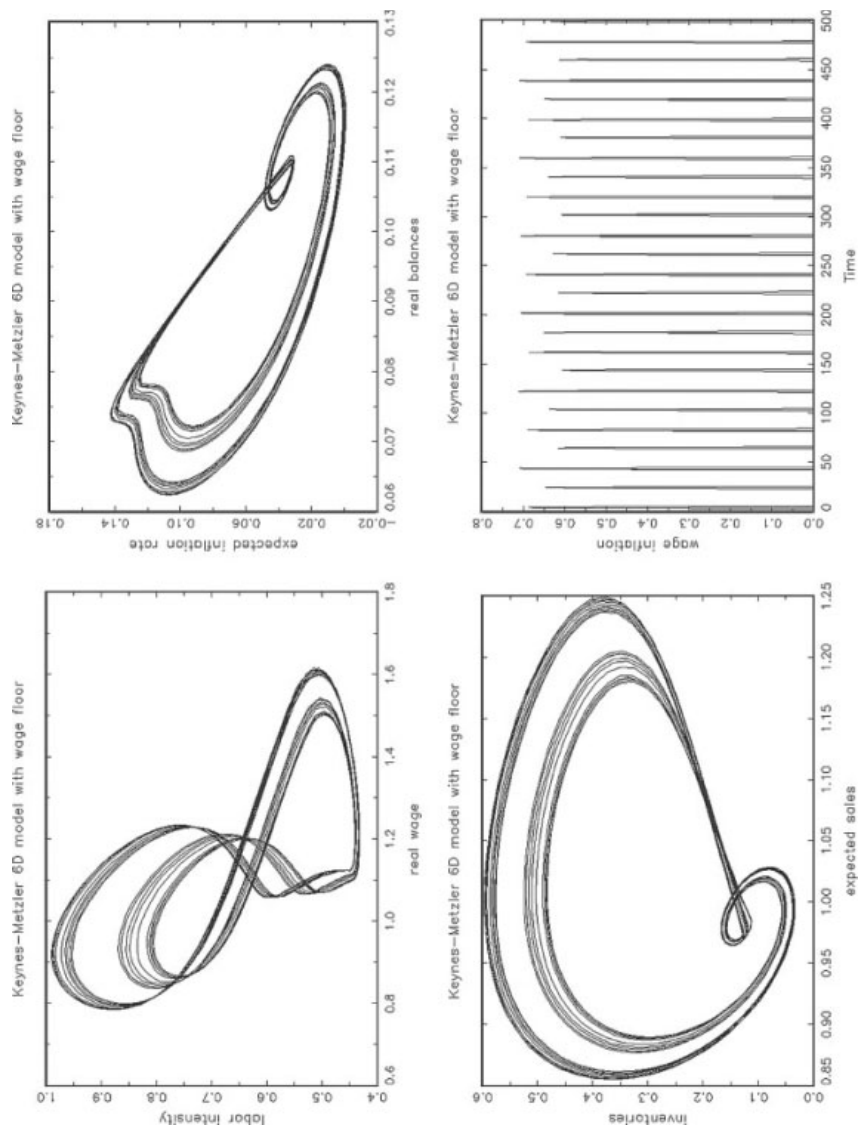 Keynes-Metzler 6D model with wage floor
labor intensity
1.0
0.9
0.8
0.7
0.6
0.5
0.4
0.6 0.8 1.0 1.2 1.4 1.6 1.8
real wage
Keynes-Metzler 6D model with wage floor
expected inflation rate
0.18
0.14
0.10
0.06
0.02
-0.02
0.06 0.07 0.08 0.09 0.10 0.11 0.12 0.13
real balances
Keynes-Metzler 6D model with wage floor
inventories
0.6
0.5
0.4
0.3
0.2
0.1
0.0
0.85 0.90 0.95 1.00 1.05 1.10 1.15 1.20 1.25
expected sales
Keynes-Metzler 6D model with wage floor
wage inflation
0.8
0.7
0.6
0.5
0.4
0.3
0.2
0.1
0.0
0 50 100 150 200 250 300 350 400 450 500
Time